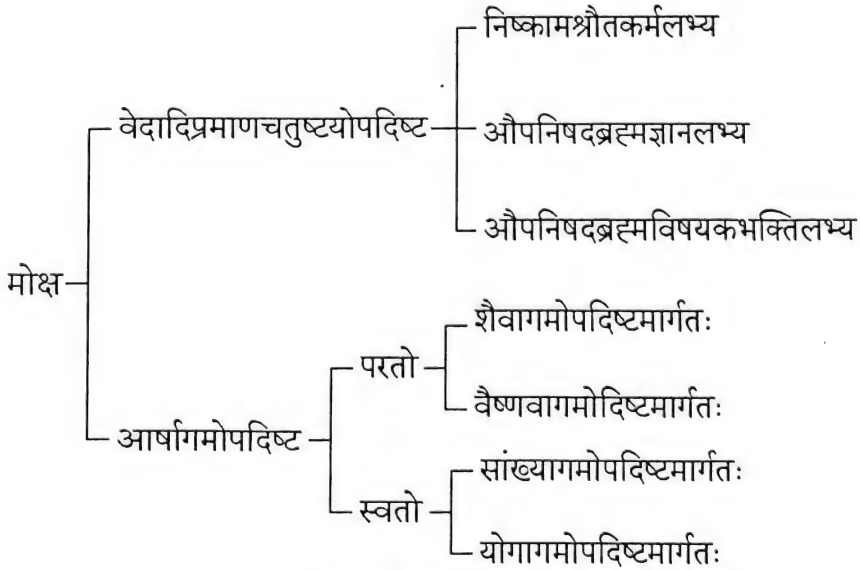 निष्कामश्रौतकर्मलभ्य
वेदादिप्रमाणचतुष्टयोपदिष्ट
औपनिषदब्रह्मज्ञानलभ्य
औपनिषदब्रह्मविषयकभक्तिलभ्य
मोक्ष
शैवागमोपदिष्टमार्गतः
परतो
वैष्णवागमोदिष्टमार्गतः
आर्षागमोपदिष्ट
सांख्यागमोपदिष्टमार्गतः
स्वतो
योगागमोपदिष्टमार्गतः